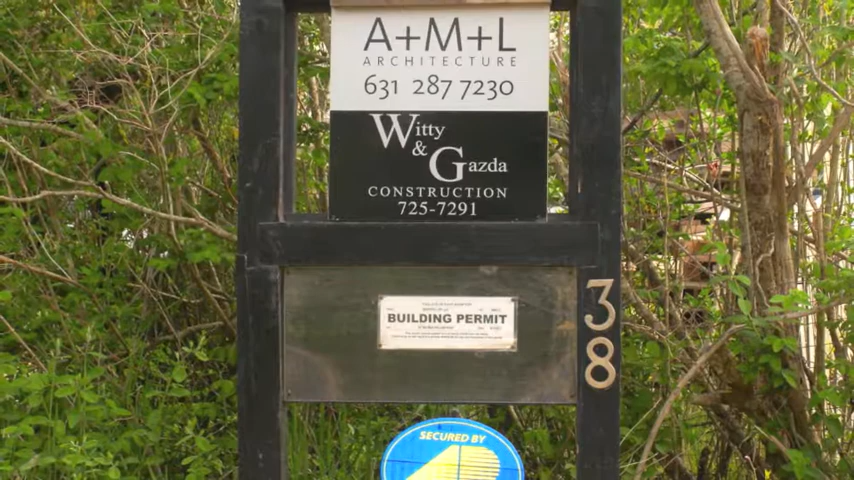 A+M+L
ARCHITECTURE
631 287 7230
Witty
&
Gazda
CONSTRUCTION
725-7291
BUILDING PERMIT
38
SECURED BY